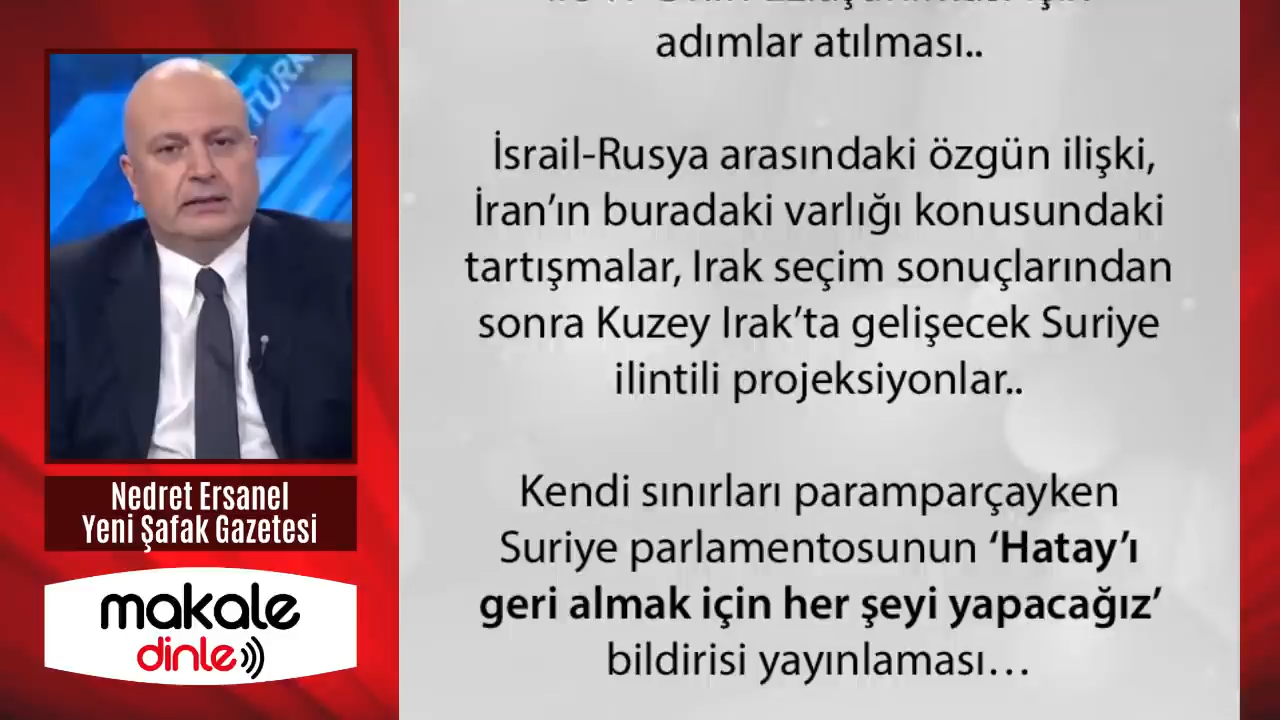 TÜRK
Nedret Ersanel
Yeni Şafak Gazetesi
makale
dinle
adımlar atılması..
İsrail-Rusya arasındaki özgün ilişki,
İran’ın buradaki varlığı konusundaki
tartışmalar, Irak seçim sonuçlarından
sonra Kuzey Irak’ta gelişecek Suriye
ilintili projeksiyonlar..
Kendi sınırları paramparçayken
Suriye parlamentosunun ‘Hatay’ı
geri almak için her şeyi yapacağız’
bildirisi yayınlaması…